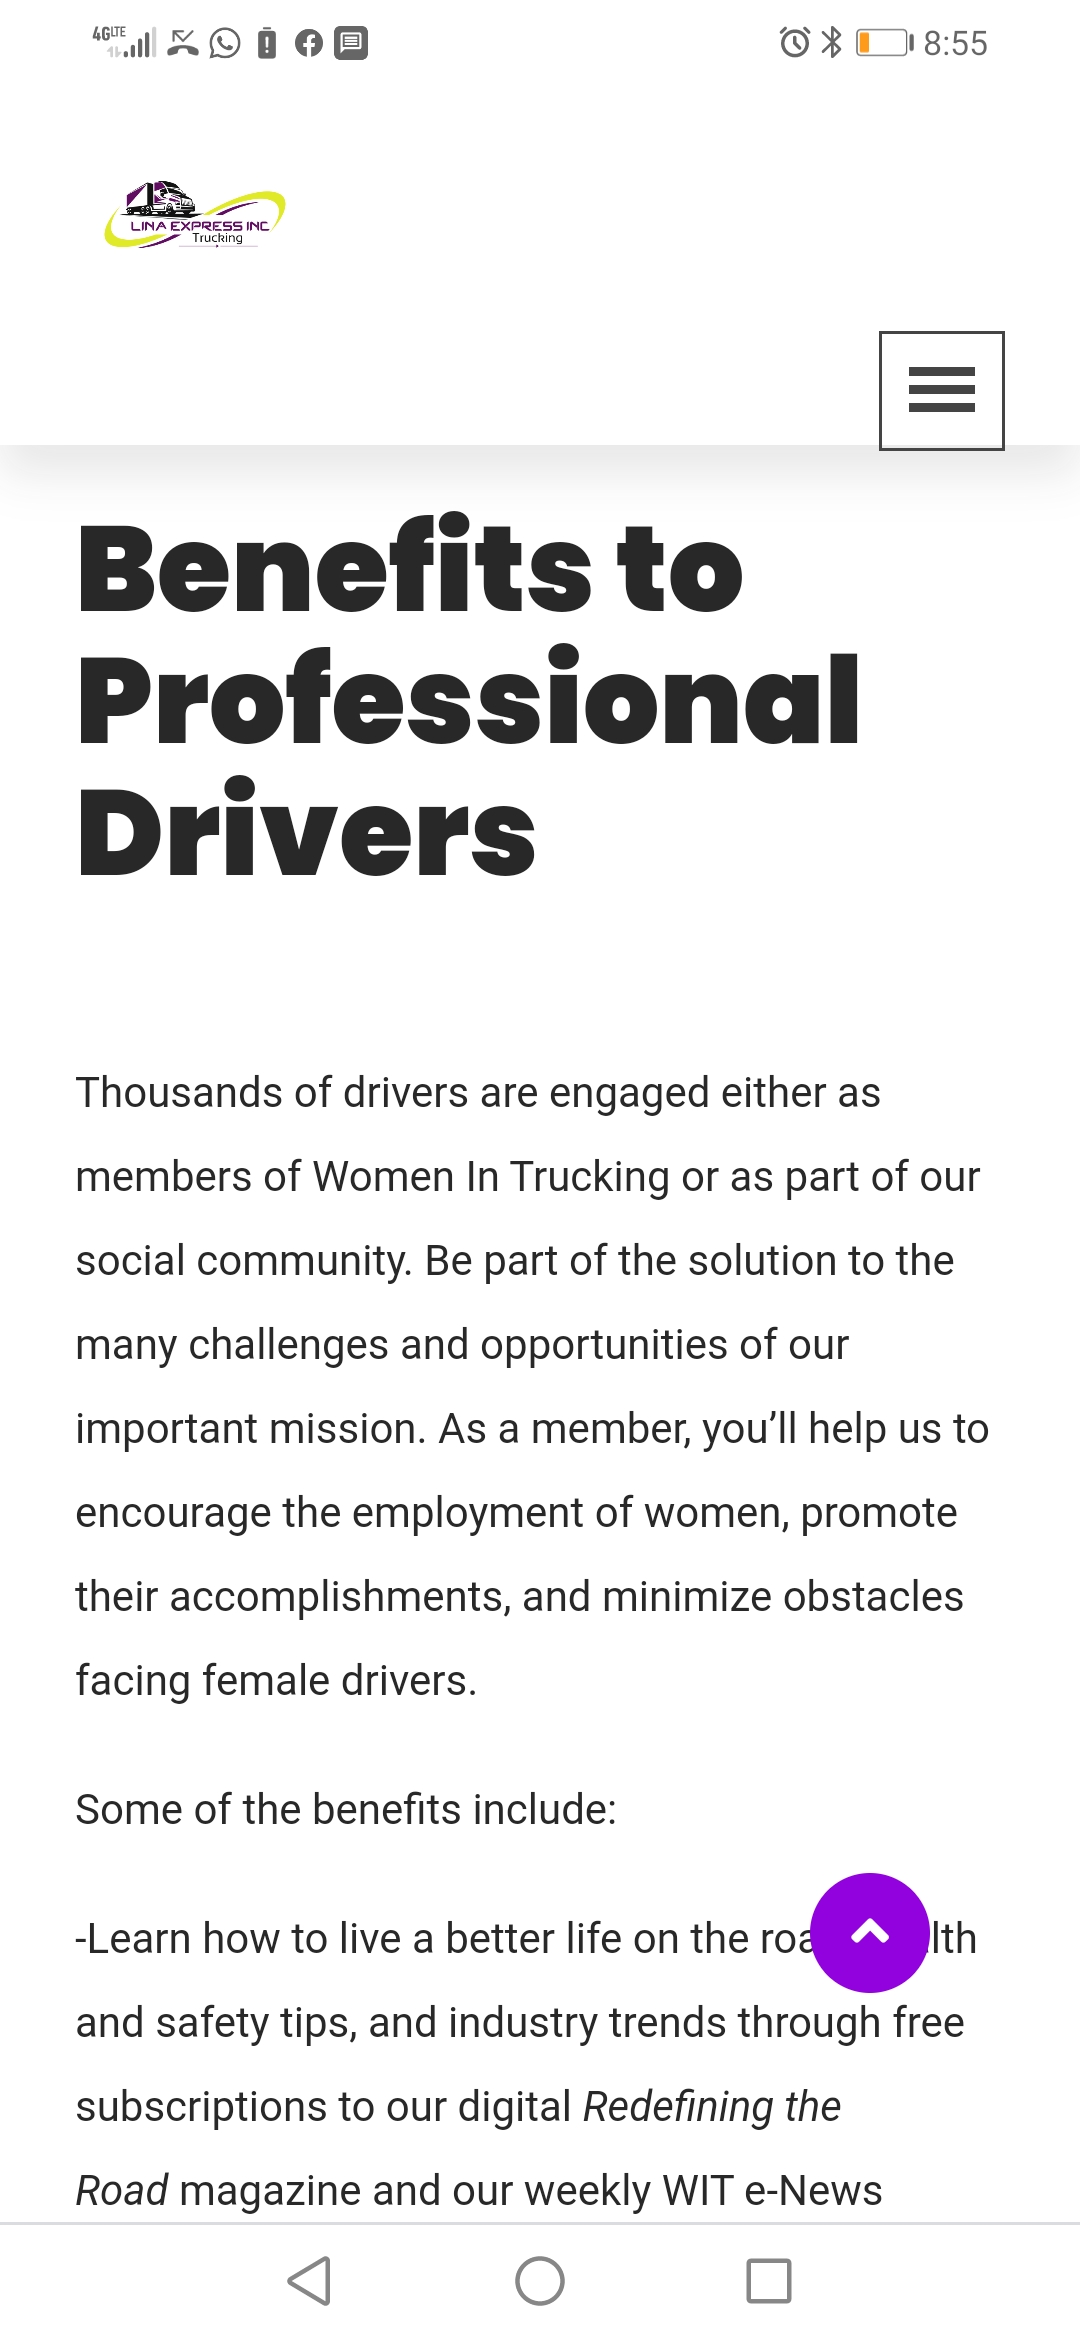 4GLTE
8:55
LINA EXPRESS INC
Trucking
Benefits to
Professional
Drivers
Thousands of drivers are engaged either as
members of Women In Trucking or as part of our
social community. Be part of the solution to the
many challenges and opportunities of our
important mission. As a member, you’ll help us to
encourage the employment of women, promote
their accomplishments, and minimize obstacles
facing female drivers.
Some of the benefits include:
-Learn how to live a better life on the
and safety tips, and industry trends through free
subscriptions to our digital Redefining the
Road magazine and our weekly WIT e-News